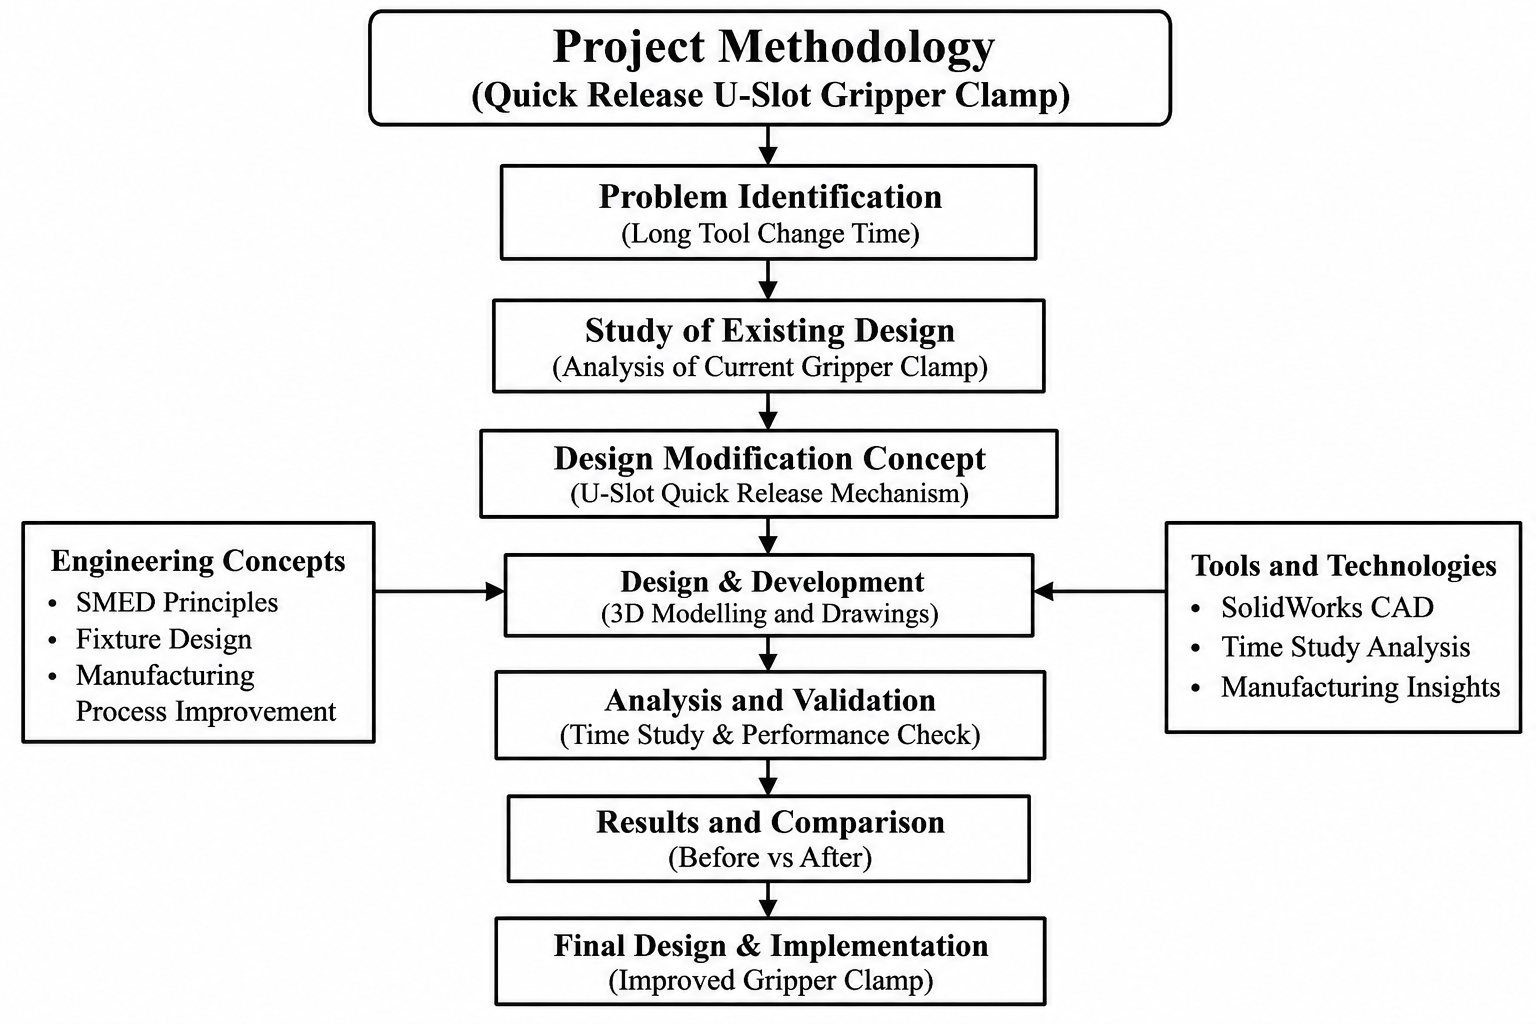 Project Methodology
(Quick Release U-Slot Gripper Clamp)
Problem Identification
(Long Tool Change Time)
Study of Existing Design
(Analysis of Current Gripper Clamp)
Design Modification Concept
(U-Slot Quick Release Mechanism)
Engineering Concepts
• SMED Principles
• Fixture Design
• Manufacturing
Process Improvement
Design & Development
(3D Modelling and Drawings)
Tools and Technologies
• SolidWorks CAD
• Time Study Analysis
• Manufacturing Insights
Analysis and Validation
(Time Study & Performance Check)
Results and Comparison
(Before vs After)
Final Design & Implementation
(Improved Gripper Clamp)